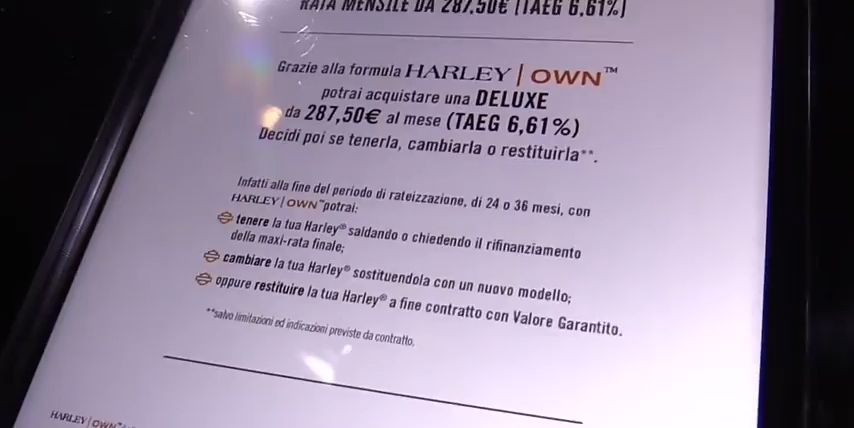 RATA MENSILE DA 287,50€ (TAEG 6,61%)
Grazie alla formula HARLEY | OWN™
potrai acquistare una DELUXE
da 287,50€ al mese (TAEG 6,61%)
Decidi poi se tenerla, cambiarla o restituirla**.
Infatti alla fine del periodo di rateizzazione, di 24 o 36 mesi, con
HARLEY | OWN™ potrai:
tenere la tua Harley® saldando o chiedendo il rifinanziamento
della maxi-rata finale;
cambiare la tua Harley® sostituendola con un nuovo modello;
oppure restituire la tua Harley® a fine contratto con Valore Garantito.
**salvo limitazioni ed indicazioni previste da contratto.
HARLEY | OWN™